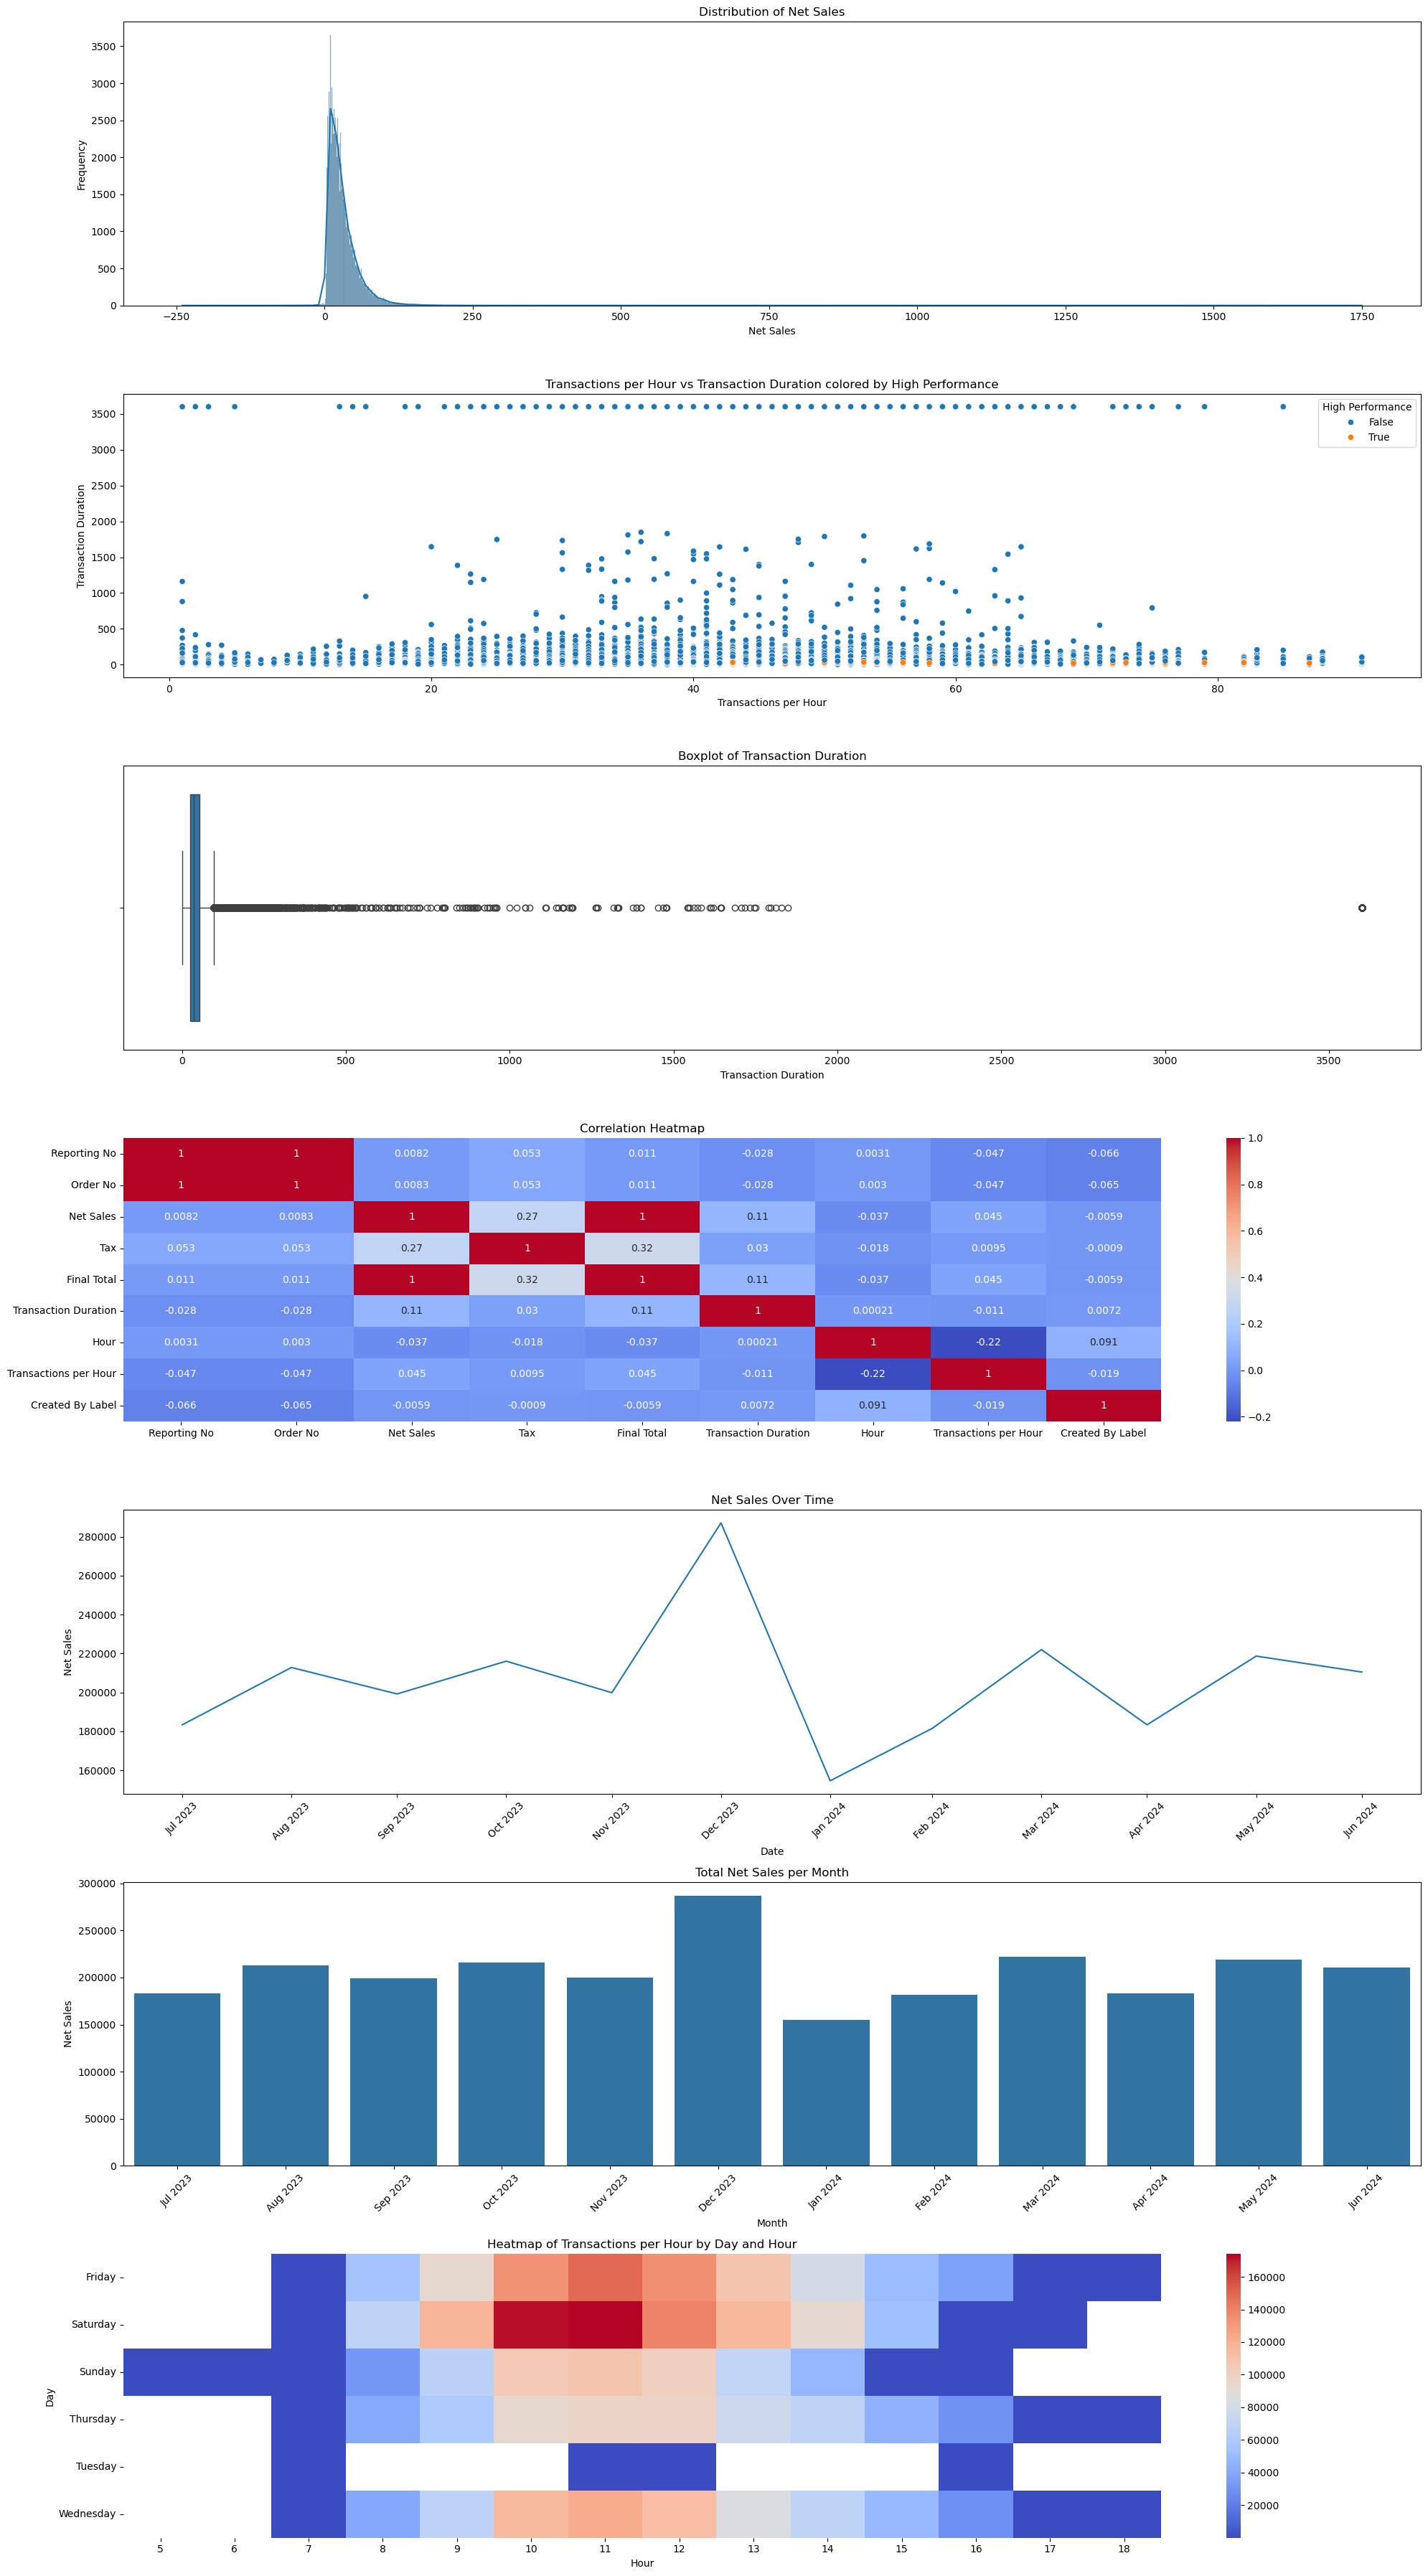 Distribution of Net Sales
3500
3000
2500
2000
1500
1000
500
0
Frequency
−250 0 250 500 750 1000 1250 1500 1750
Net Sales
Transactions per Hour vs Transaction Duration colored by High Performance
3500
3000
2500
2000
1500
1000
500
0
Transaction Duration
High Performance
False
True
0 20 40 60 80
Transactions per Hour
Boxplot of Transaction Duration
0 500 1000 1500 2000 2500 3000 3500
Transaction Duration
Correlation Heatmap
Reporting No 1 1 0.0082 0.053 0.011 -0.028 0.0031 -0.047 -0.066
Order No 1 1 0.0083 0.053 0.011 -0.028 0.003 -0.047 -0.065
Net Sales 0.0082 0.0083 1 0.27 1 0.11 -0.037 0.045 -0.0059
Tax 0.053 0.053 0.27 1 0.32 0.03 -0.018 0.0095 -0.0009
Final Total 0.011 0.011 1 0.32 1 0.11 -0.037 0.045 -0.0059
Transaction Duration -0.028 -0.028 0.11 0.03 0.11 1 0.00021 -0.011 0.0072
Hour 0.0031 0.003 -0.037 -0.018 -0.037 0.00021 1 -0.22 0.091
Transactions per Hour -0.047 -0.047 0.045 0.0095 0.045 -0.011 -0.22 1 -0.019
Created By Label -0.066 -0.065 -0.0059 -0.0009 -0.0059 0.0072 0.091 -0.019 1
Reporting No Order No Net Sales Tax Final Total Transaction Duration Hour Transactions per Hour Created By Label
1.0
0.8
0.6
0.4
0.2
0.0
−0.2
Net Sales Over Time
280000
260000
240000
220000
200000
180000
160000
Net Sales
Jul 2023 Aug 2023 Sep 2023 Oct 2023 Nov 2023 Dec 2023 Jan 2024 Feb 2024 Mar 2024 Apr 2024 May 2024 Jun 2024
Date
Total Net Sales per Month
300000
250000
200000
150000
100000
50000
0
Net Sales
Jul 2023 Aug 2023 Sep 2023 Oct 2023 Nov 2023 Dec 2023 Jan 2024 Feb 2024 Mar 2024 Apr 2024 May 2024 Jun 2024
Month
Heatmap of Transactions per Hour by Day and Hour
Friday
Saturday
Sunday
Thursday
Tuesday
Wednesday
Day
5 6 7 8 9 10 11 12 13 14 15 16 17 18
Hour
160000
140000
120000
100000
80000
60000
40000
20000